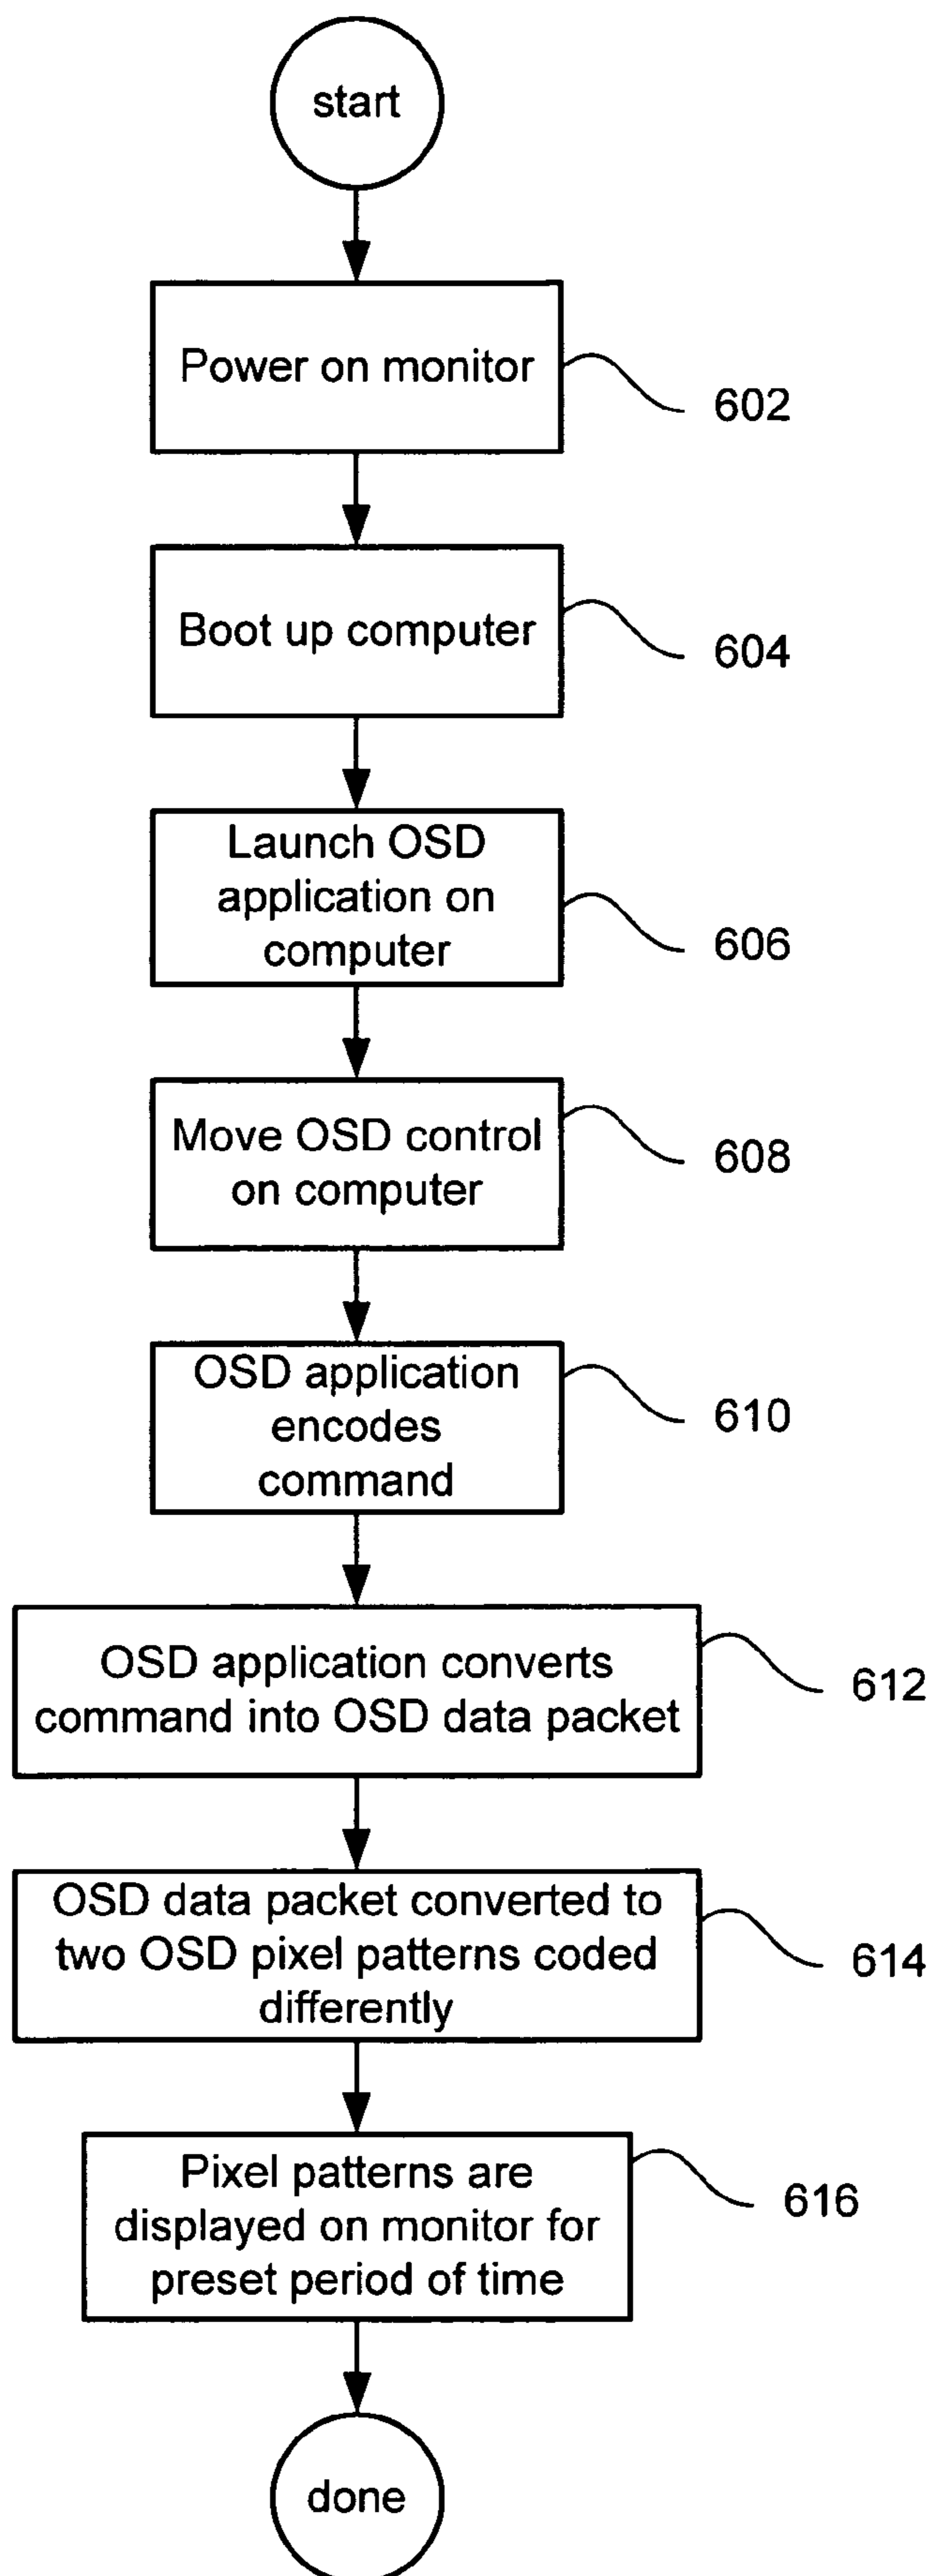 start
Power on monitor
602
Boot up computer
604
Launch OSD
application on
computer
606
Move OSD control
on computer
608
OSD application
encodes
command
610
OSD application converts
command into OSD data packet
612
OSD data packet converted to
two OSD pixel patterns coded
differently
614
Pixel patterns are
displayed on monitor for
preset period of time
616
done